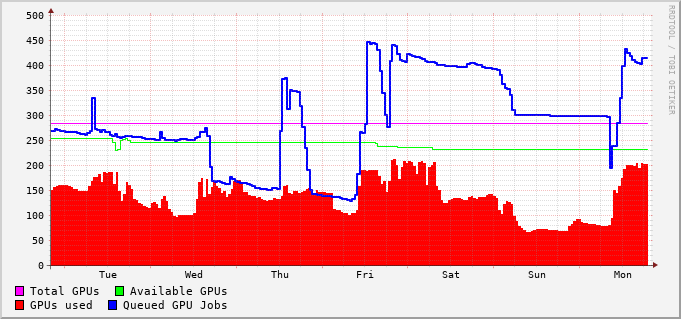 500
450
400
350
300
250
200
150
100
50
0
Tue Wed Thu Fri Sat Sun Mon
Total GPUs Available GPUs
GPUs used Queued GPU Jobs
RRDTOOL / TOBI OETIKER